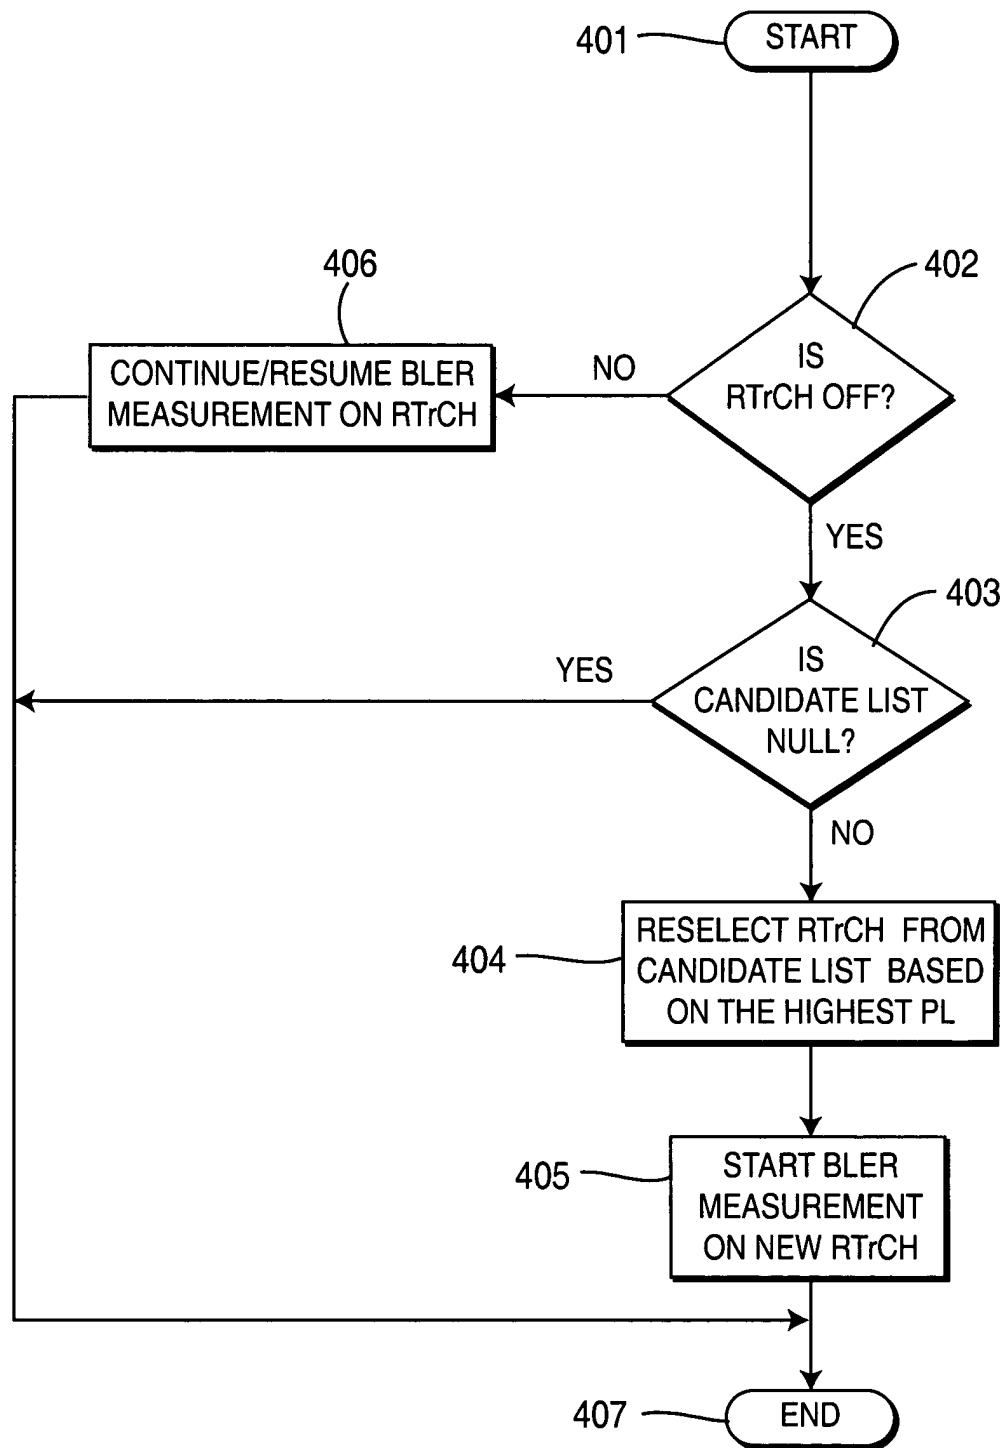 401
START
406
402
CONTINUE/RESUME BLER
MEASUREMENT ON RTrCH
NO
IS
RTrCH OFF?
YES
403
YES
IS
CANDIDATE LIST
NULL?
NO
404
RESELECT RTrCH FROM
CANDIDATE LIST BASED
ON THE HIGHEST PL
405
START BLER
MEASUREMENT
ON NEW RTrCH
407
END